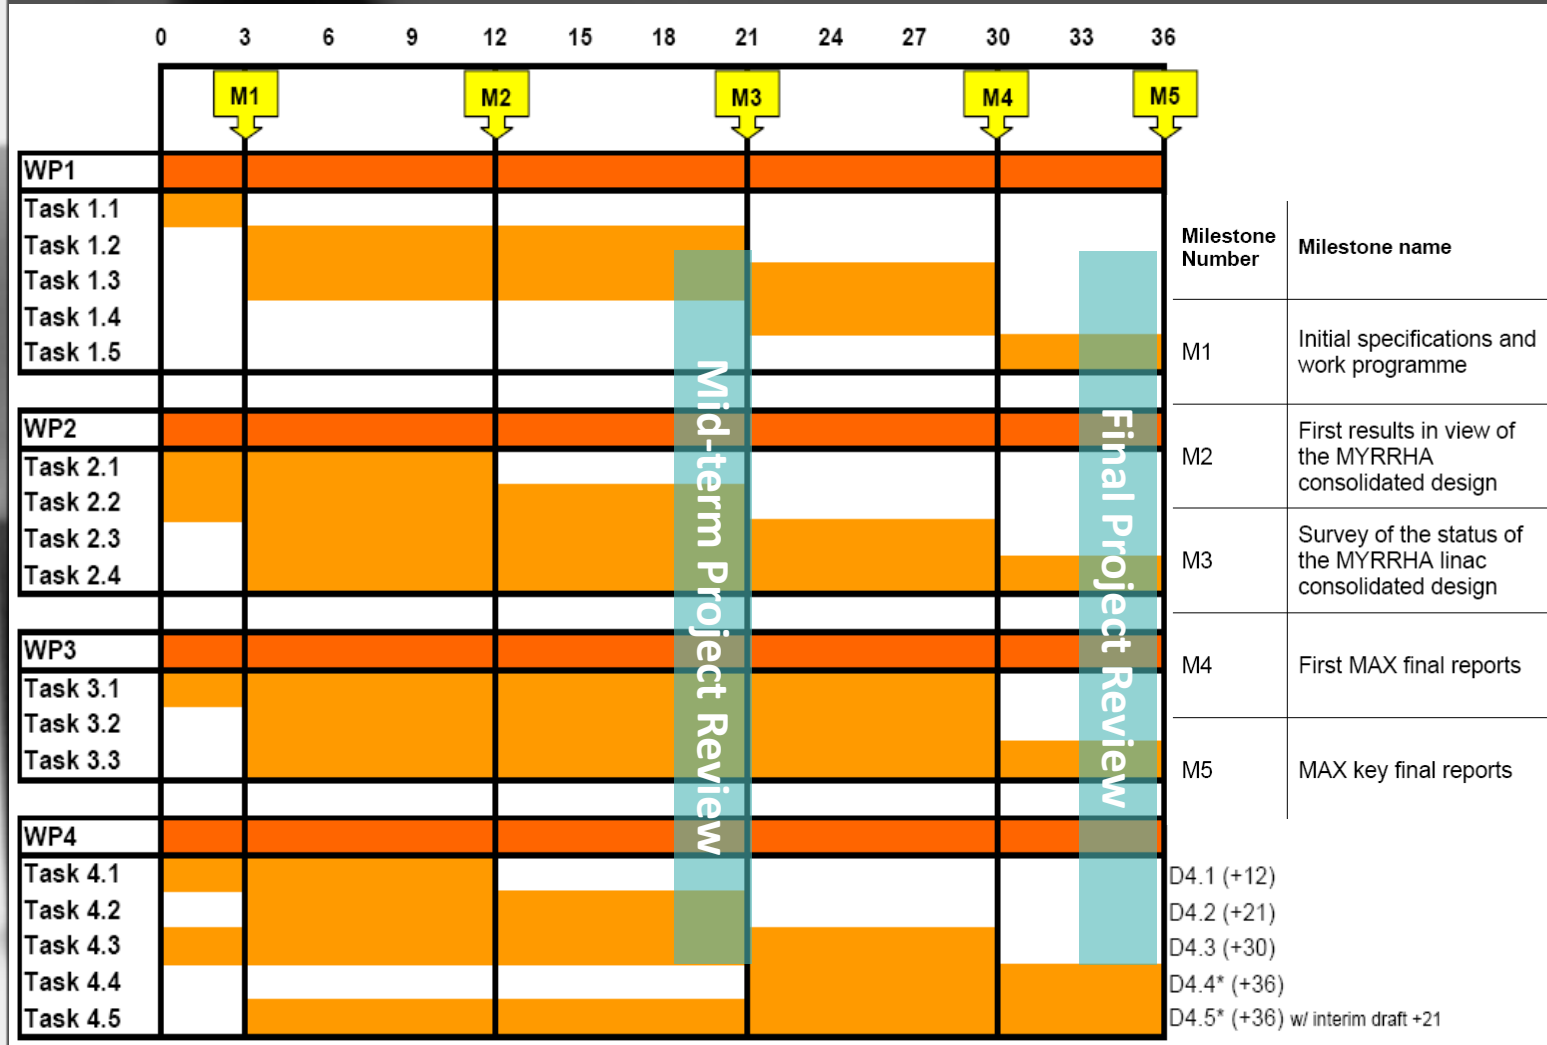 0 3 6 9 12 15 18 21 24 27 30 33 36
M1 M2 M3 M4 M5
WP1
Task 1.1
Task 1.2
Task 1.3
Task 1.4
Task 1.5
WP2
Task 2.1
Task 2.2
Task 2.3
Task 2.4
WP3
Task 3.1
Task 3.2
Task 3.3
WP4
Task 4.1
Task 4.2
Task 4.3
Task 4.4
Task 4.5
Mid-term Project Review
Final Project Review
Milestone
Number
Milestone name
M1
Initial specifications and
work programme
M2
First results in view of
the MYRRHA
consolidated design
M3
Survey of the status of
the MYRRHA linac
consolidated design
M4
First MAX final reports
M5
MAX key final reports
D4.1 (+12)
D4.2 (+21)
D4.3 (+30)
D4.4* (+36)
D4.5* (+36) w/ interim draft +21